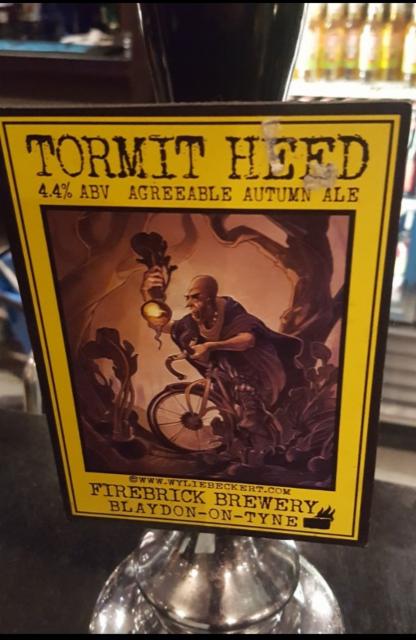 TORMIT HEED
4.4% ABV AGREEABLE AUTUMN ALE
©WWW.WYLIEBECKERT.COM
FIREBRICK BREWERY
BLAYDON-ON-TYNE